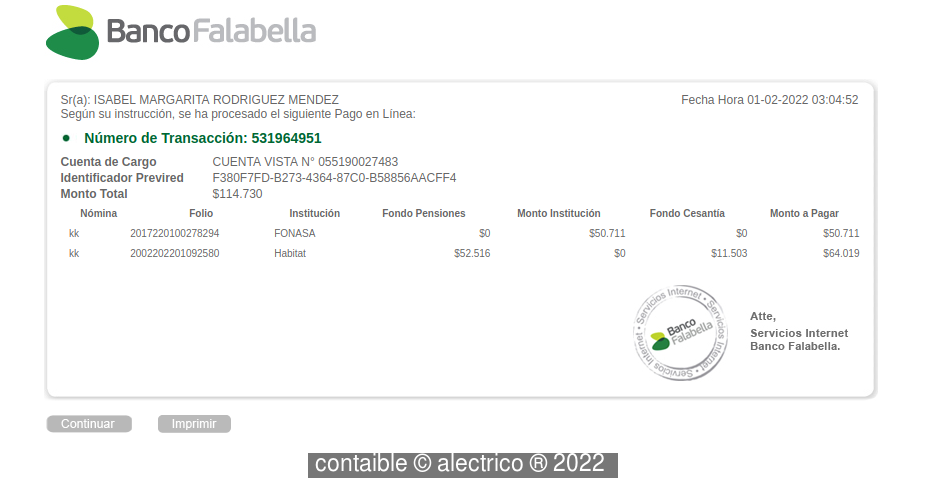 Banco Falabella
Sr(a): ISABEL MARGARITA RODRIGUEZ MENDEZ Fecha Hora 01-02-2022 03:04:52
Según su instrucción, se ha procesado el siguiente Pago en Línea:
• Número de Transacción: 531964951
Cuenta de Cargo CUENTA VISTA N° 055190027483
Identificador Previred F380F7FD-B273-4364-87C0-B58856AACFF4
Monto Total $114.730
Nómina Folio Institución Fondo Pensiones Monto Institución Fondo Cesantía Monto a Pagar
kk 2017220100278294 FONASA $0 $50.711 $0 $50.711
kk 2002202201092580 Habitat $52.516 $0 $11.503 $64.019
Servicios Internet • Servicios Internet • Servicios Internet •
Banco
Falabella
Atte,
Servicios Internet
Banco Falabella.
Continuar Imprimir
contaible © alectrico ® 2022